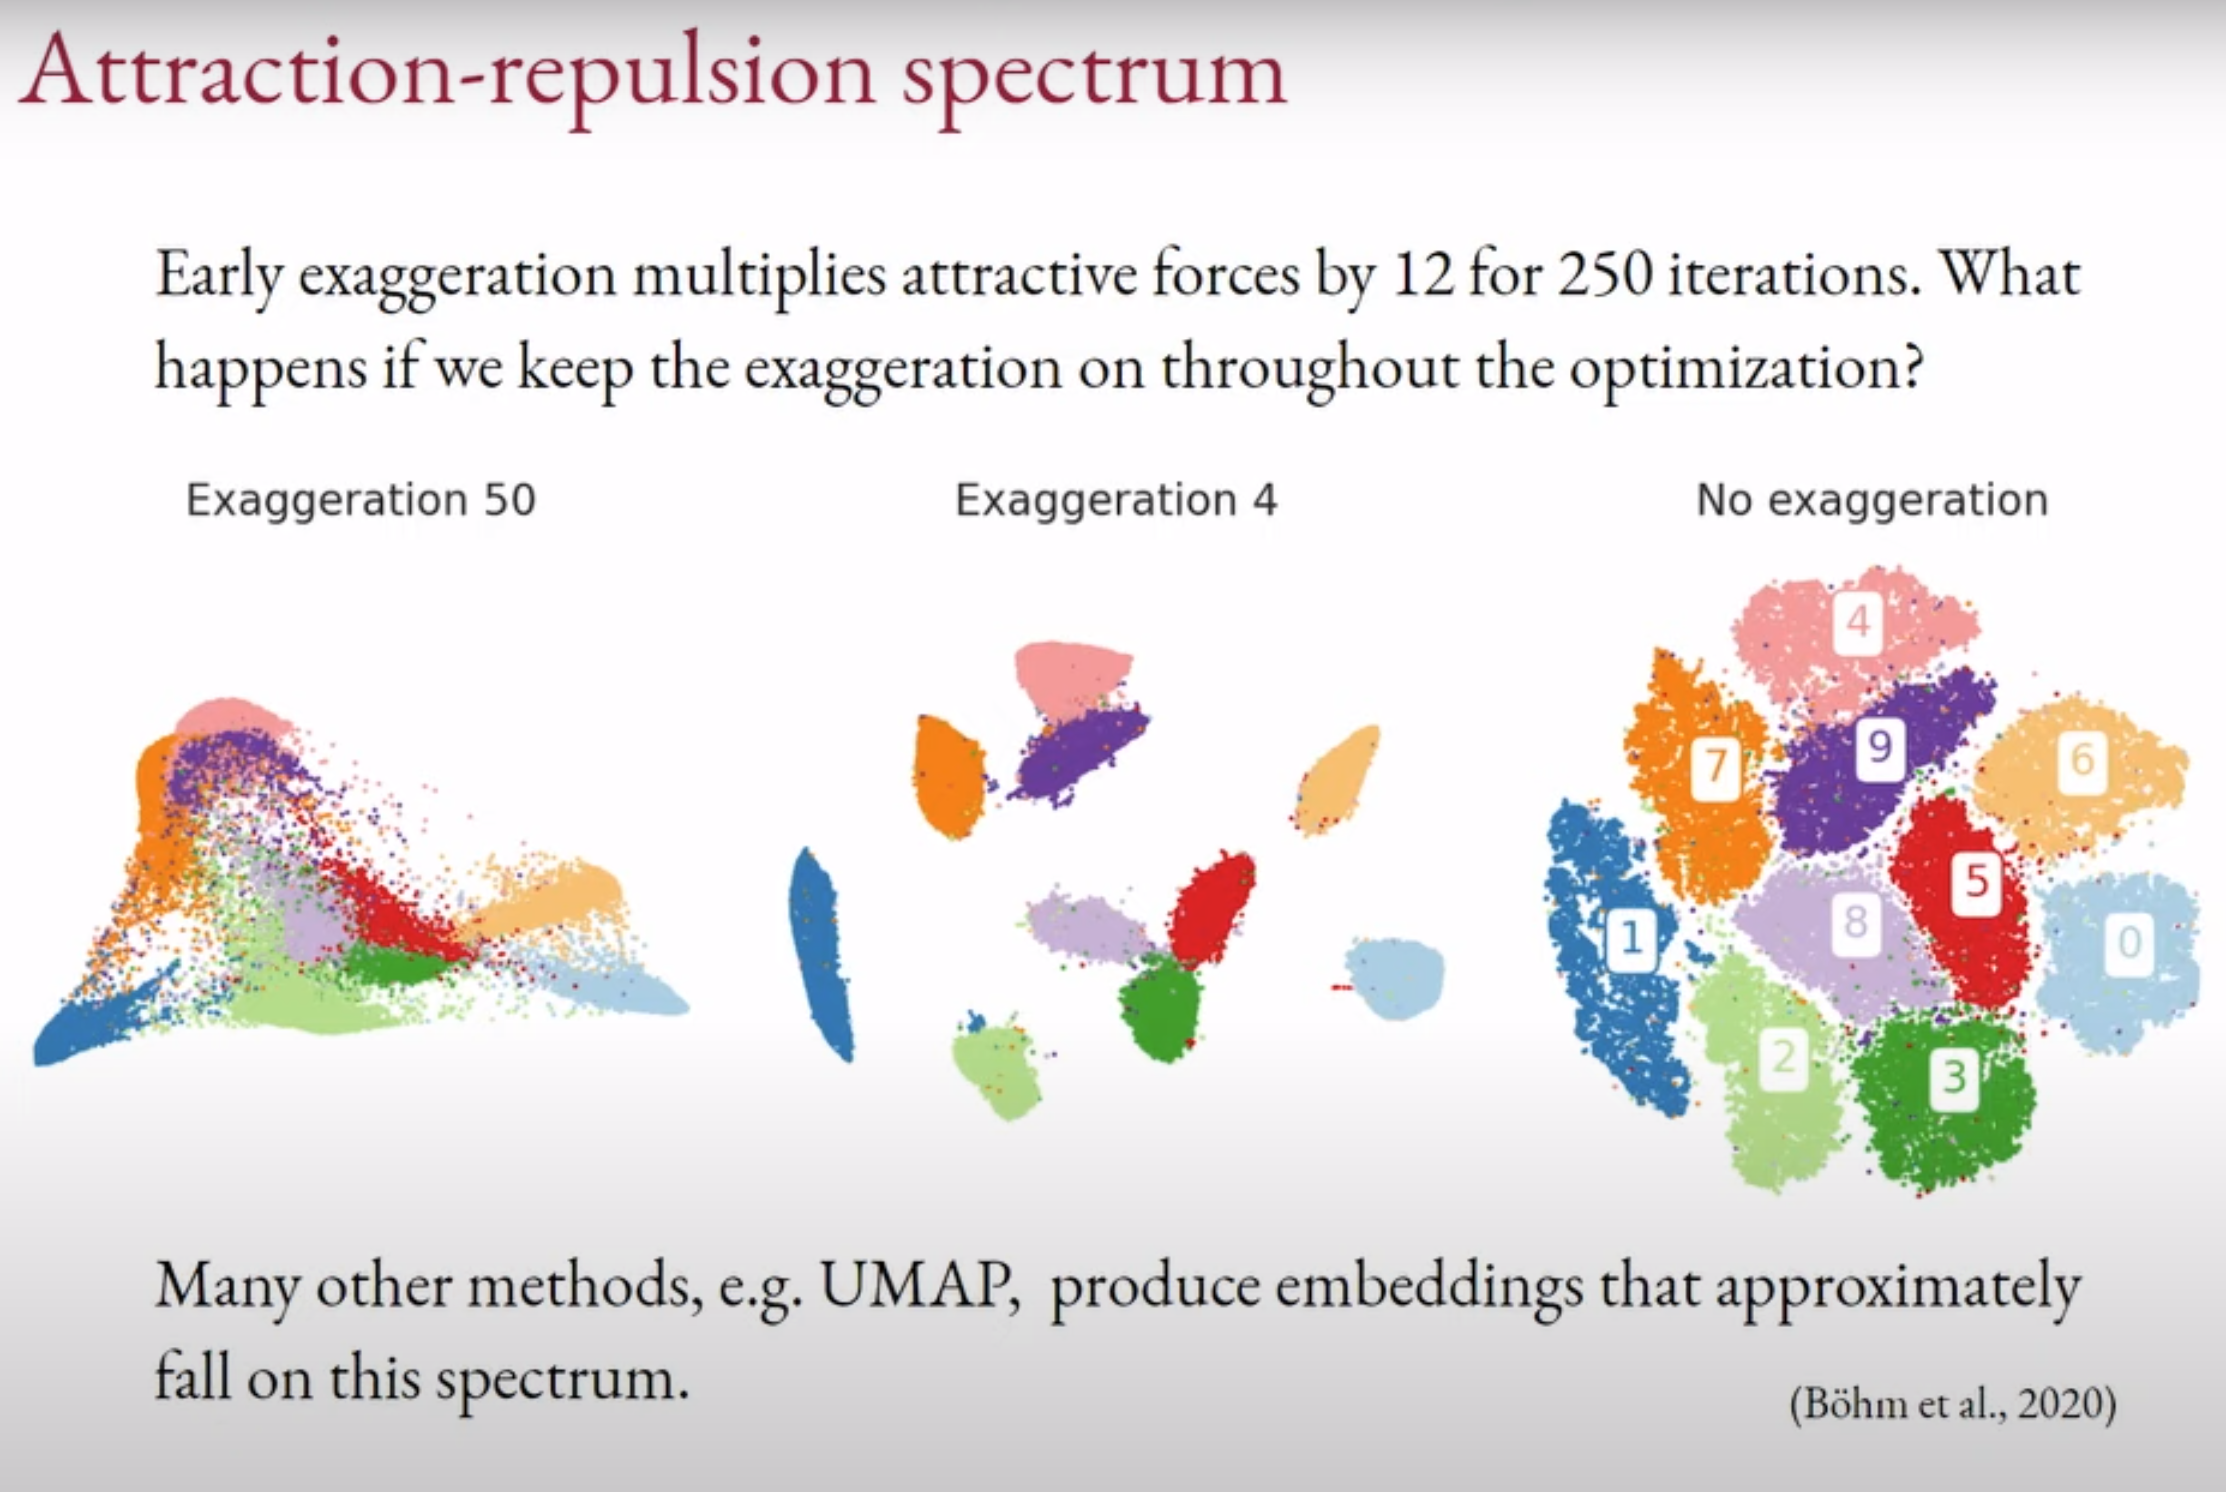 Attraction-repulsion spectrum
Early exaggeration multiplies attractive forces by 12 for 250 iterations. What
happens if we keep the exaggeration on throughout the optimization?
Exaggeration 50
Exaggeration 4
No exaggeration
4
9
7
6
5
1
8
0
2
3
Many other methods, e.g. UMAP, produce embeddings that approximately
fall on this spectrum.
(Böhm et al., 2020)